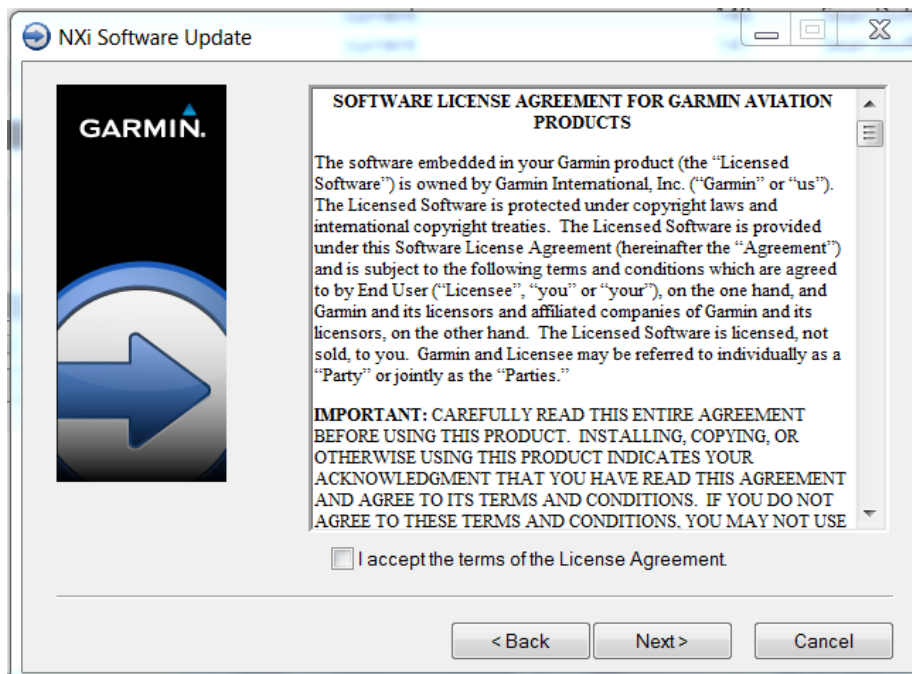 NXi Software Update
GARMIN.
SOFTWARE LICENSE AGREEMENT FOR GARMIN AVIATION
PRODUCTS
The software embedded in your Garmin product (the “Licensed
Software”) is owned by Garmin International, Inc. (“Garmin” or “us”).
The Licensed Software is protected under copyright laws and
international copyright treaties.  The Licensed Software is provided
under this Software License Agreement (hereinafter the “Agreement”)
and is subject to the following terms and conditions which are agreed
to by End User (“Licensee”, “you” or “your”), on the one hand, and
Garmin and its licensors and affiliated companies of Garmin and its
licensors, on the other hand.  The Licensed Software is licensed, not
sold, to you.  Garmin and Licensee may be referred to individually as a
“Party” or jointly as the “Parties.”
IMPORTANT: CAREFULLY READ THIS ENTIRE AGREEMENT
BEFORE USING THIS PRODUCT.  INSTALLING, COPYING, OR
OTHERWISE USING THIS PRODUCT INDICATES YOUR
ACKNOWLEDGMENT THAT YOU HAVE READ THIS AGREEMENT
AND AGREE TO ITS TERMS AND CONDITIONS.  IF YOU DO NOT
AGREE TO THESE TERMS AND CONDITIONS, YOU MAY NOT USE
I accept the terms of the License Agreement.
< Back
Next >
Cancel